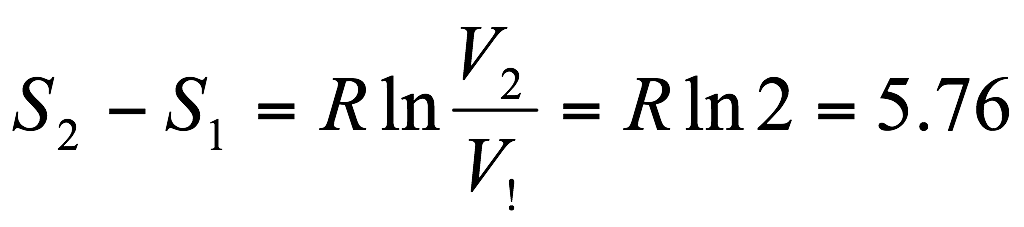 S₂ − S₁ = R ln V₂/V! = R ln 2 = 5.76